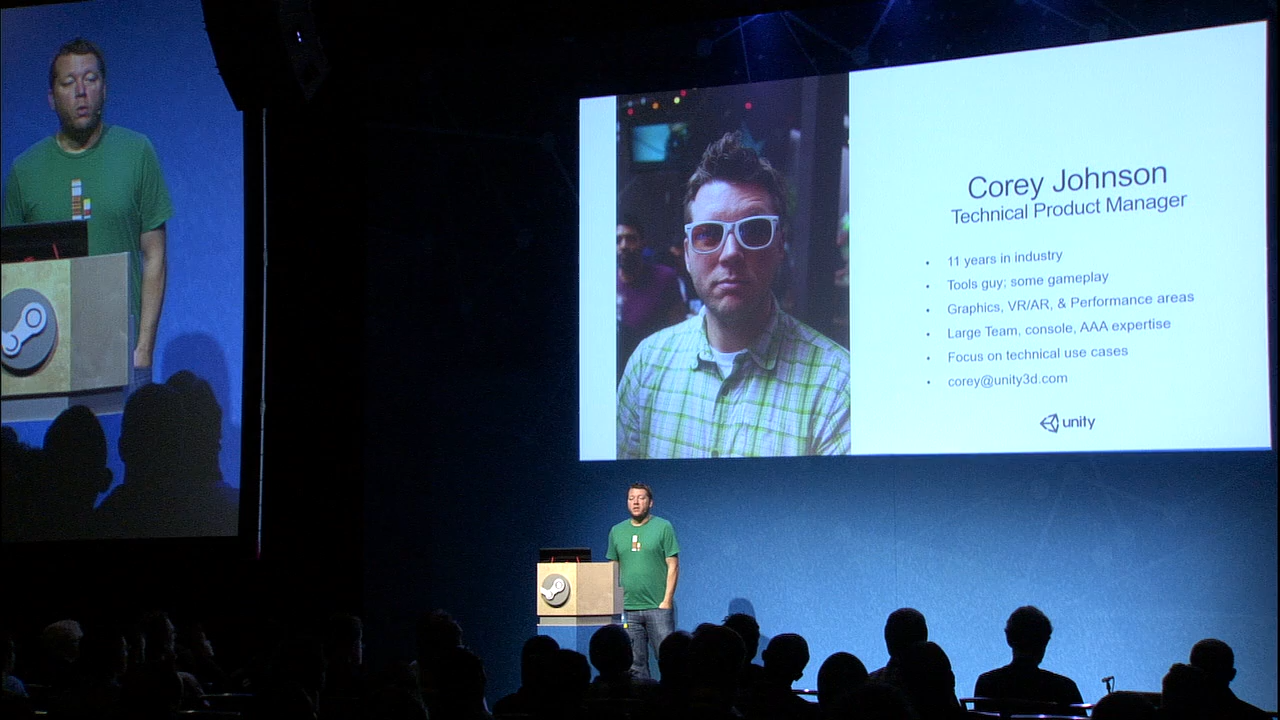 Corey Johnson
Technical Product Manager
• 11 years in industry
• Tools guy; some gameplay
• Graphics, VR/AR, & Performance areas
• Large Team, console, AAA expertise
• Focus on technical use cases
• corey@unity3d.com
unity